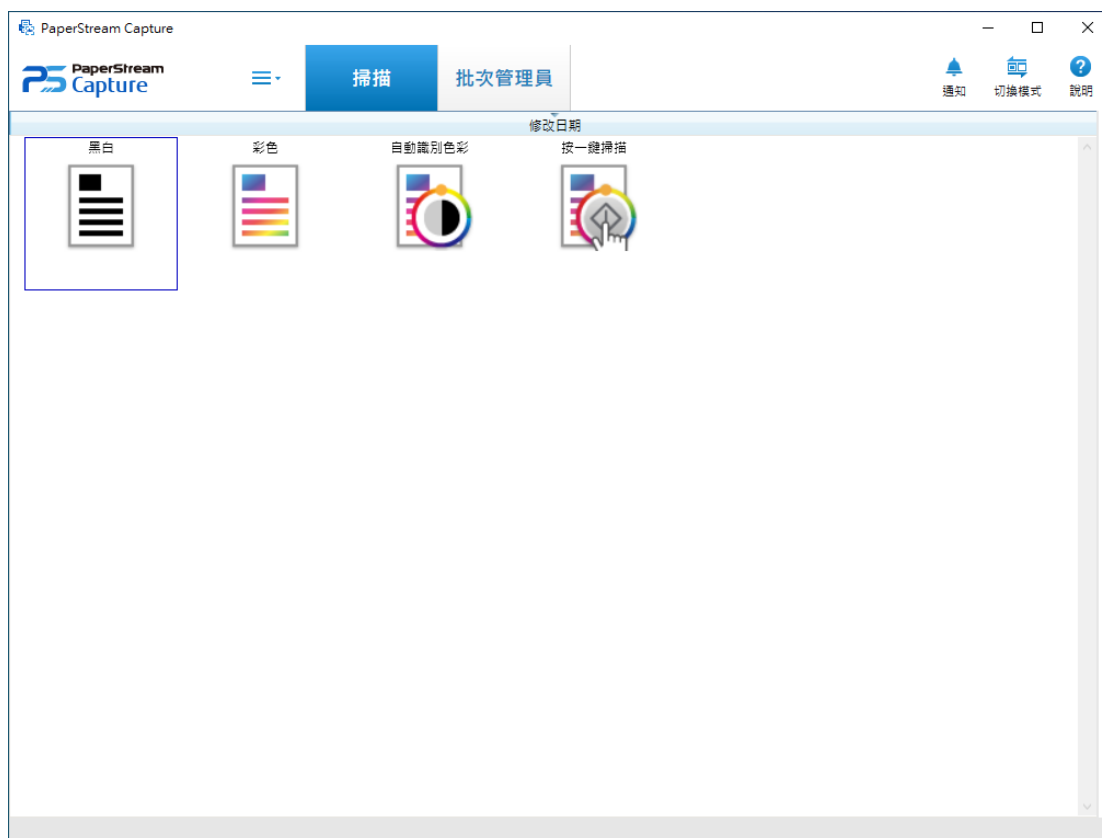 PaperStream Capture
PaperStream
Capture
掃描
批次管理員
通知
切換模式
說明
修改日期
黑白
彩色
自動識別色彩
按一鍵掃描